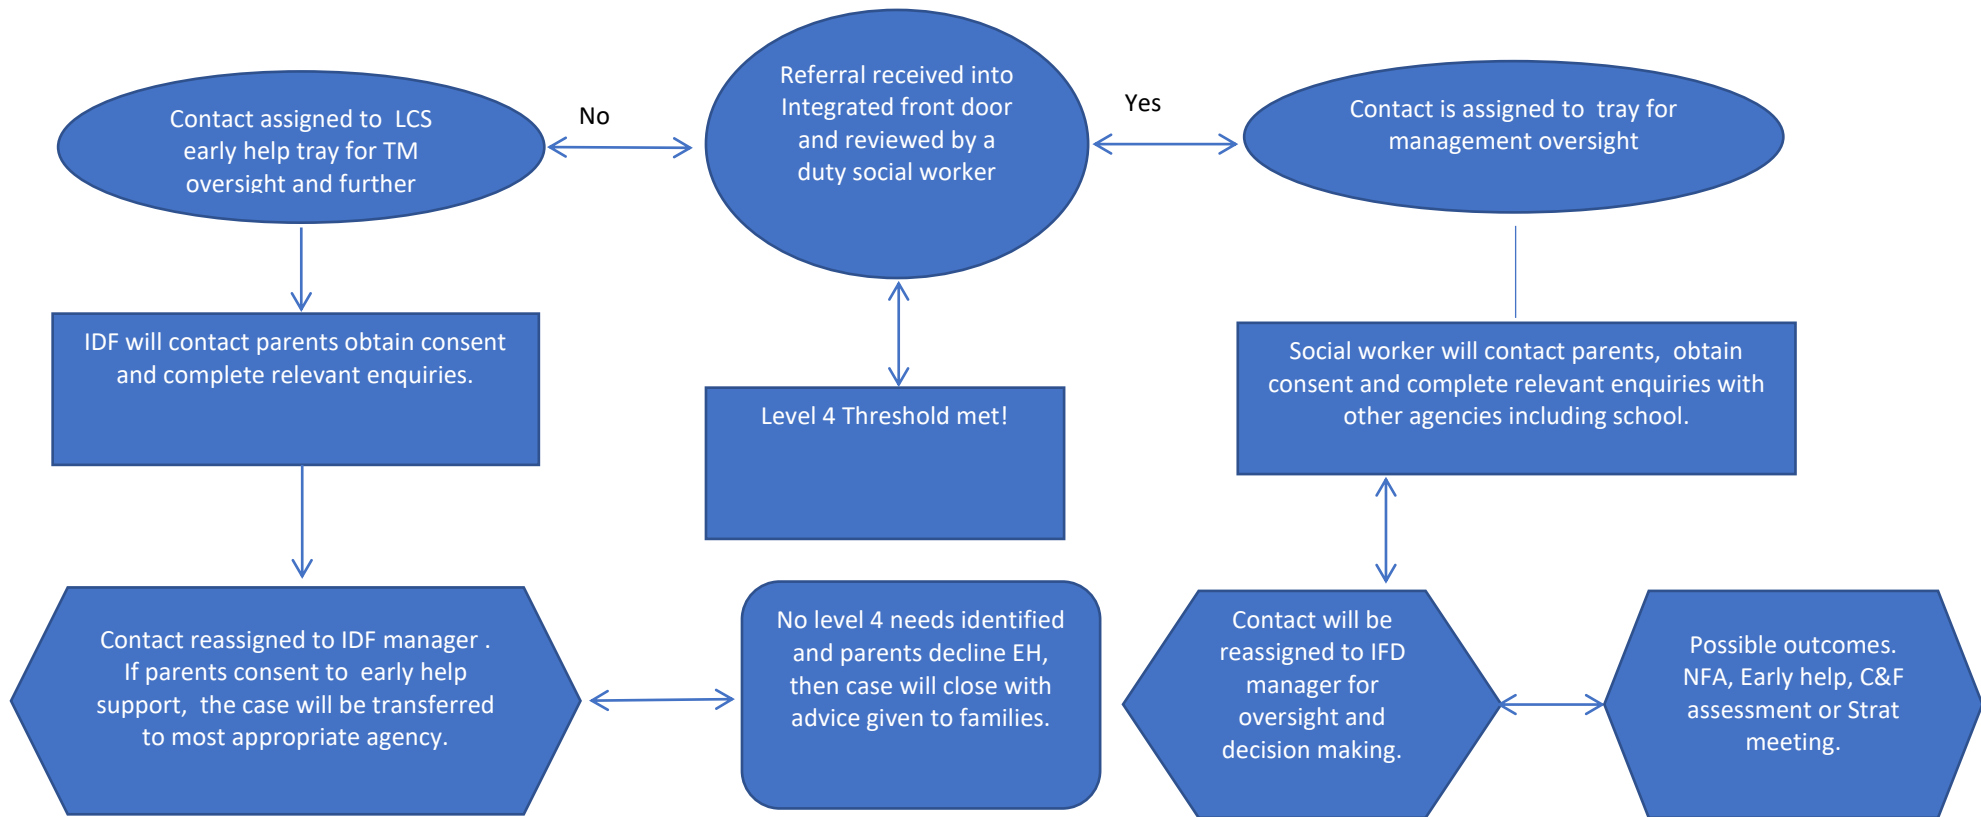 Contact assigned to LCS
early help tray for TM
oversight and further
No
Referral received into
Integrated front door
and reviewed by a
duty social worker
Yes
Contact is assigned to tray for
management oversight
IDF will contact parents obtain consent
and complete relevant enquiries.
Level 4 Threshold met!
Social worker will contact parents, obtain
consent and complete relevant enquiries with
other agencies including school.
Contact reassigned to IDF manager .
If parents consent to early help
support, the case will be transferred
to most appropriate agency.
No level 4 needs identified
and parents decline EH,
then case will close with
advice given to families.
Contact will be
reassigned to IFD
manager for
oversight and
decision making.
Possible outcomes.
NFA, Early help, C&F
assessment or Strat
meeting.